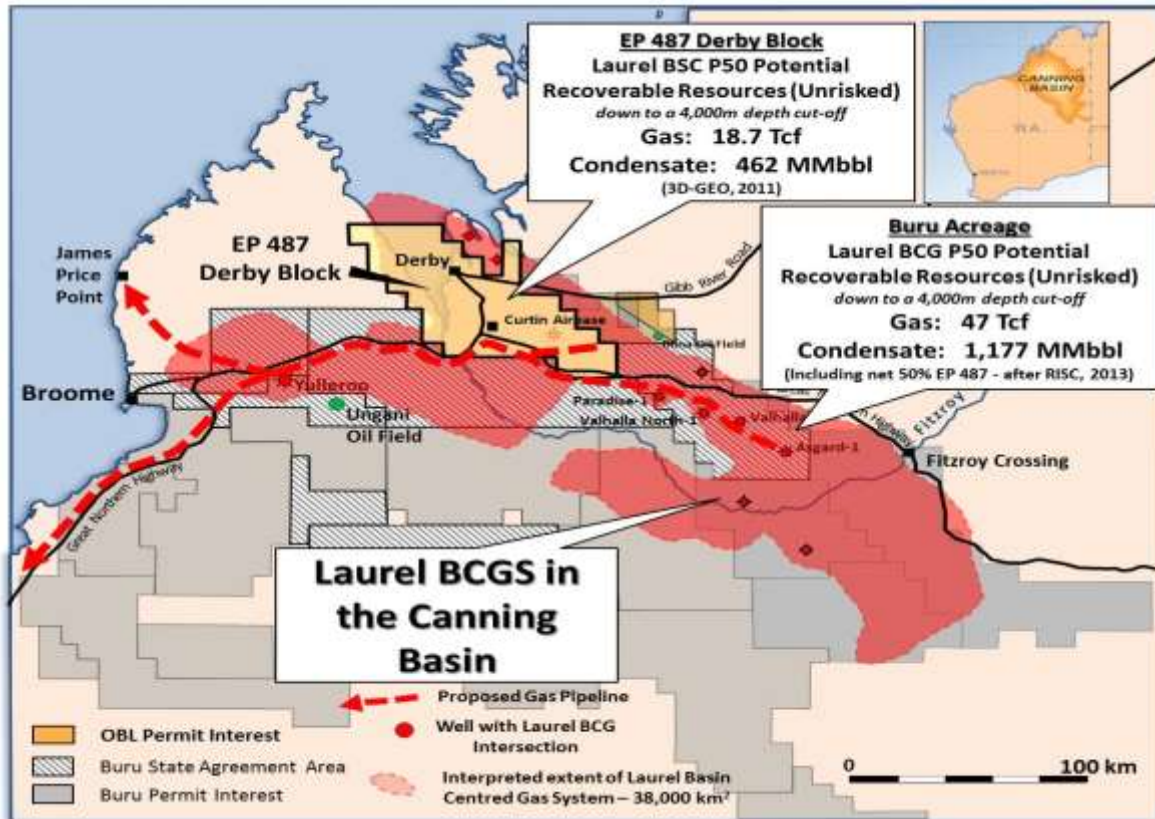 EP 487 Derby Block
Laurel BSC P50 Potential
Recoverable Resources (Unrisked)
down to a 4,000m depth cut-off
Gas: 18.7 Tcf
Condensate: 462 MMbbl
(3D-GEO, 2011)
CANNING
BASIN
Buru Acreage
Laurel BCG P50 Potential
Recoverable Resources (Unrisked)
down to a 4,000m depth cut-off
Gas: 47 Tcf
Condensate: 1,177 MMbbl
(Including net 50% EP 487 - after RISC, 2013)
James
Price
Point
EP 487
Derby Block
Derby
Gibb River Road
Curtin Airbase
Broome
Yulleroo
Ungani
Oil Field
Paradise-1
Valhalla North-1
Valhalla
Asgard-1
Highway
Fitzroy
Fitzroy Crossing
Great Northern Highway
Laurel BCGS in
the Canning
Basin
Proposed Gas Pipeline
Well with Laurel BCG
Intersection
Interpreted extent of Laurel Basin
Centred Gas System – 38,000 km²
OBL Permit Interest
Buru State Agreement Area
Buru Permit Interest
0 100 km